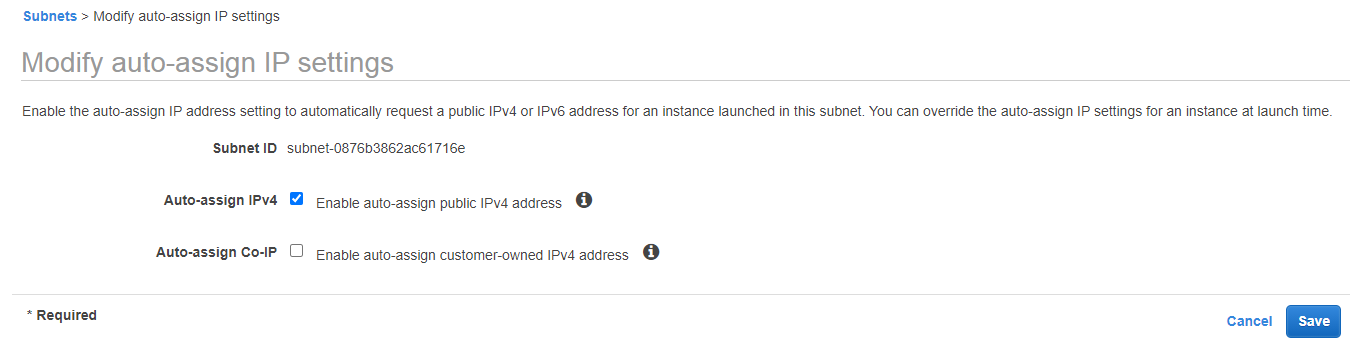 Subnets > Modify auto-assign IP settings
Modify auto-assign IP settings
Enable the auto-assign IP address setting to automatically request a public IPv4 or IPv6 address for an instance launched in this subnet. You can override the auto-assign IP settings for an instance at launch time.
Subnet ID subnet-0876b3862ac61716e
Auto-assign IPv4 Enable auto-assign public IPv4 address
Auto-assign Co-IP Enable auto-assign customer-owned IPv4 address
* Required
Cancel Save